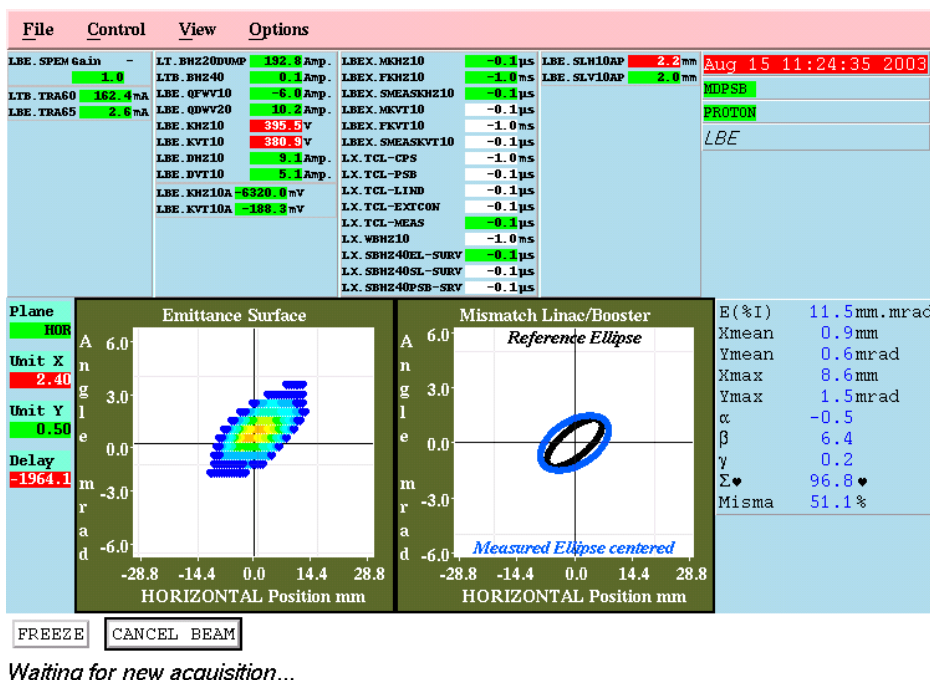 File Control View Options
LBE.SPEM Gain -
1.0
LTB.TRA60 162.4 mA
LBE.TRA65 2.6 mA
LT.BHZ20DUMP 192.8 Amp.
LTB.BHZ40 0.1 Amp.
LBE.QFWV10 -6.0 Amp.
LBE.QDWV20 10.2 Amp.
LBE.KHZ10 395.5 V
LBE.KVT10 380.9 V
LBE.DHZ10 9.1 Amp.
LBE.DVT10 5.1 Amp.
LBE.KHZ10A -6320.0 mV
LBE.KVT10A -188.3 mV
LBEX.MKHZ10 -0.1 µs
LBEX.FKHZ10 -1.0 ms
LBEX.SMEASKHZ10 -0.1 µs
LBEX.MKVT10 -0.1 µs
LBEX.FKVT10 -1.0 ms
LBEX.SMEASKVT10 -0.1 µs
LX.TCL-CPS -1.0 ms
LX.TCL-PSB -0.1 µs
LX.TCL-LIND -0.1 µs
LX.TCL-EXTCON -0.1 µs
LX.TCL-MEAS -0.1 µs
LX.WBHZ10 -1.0 ms
LX.SBHZ40EL-SURV -0.1 µs
LX.SBHZ40SL-SURV -0.1 µs
LX.SBHZ40PSB-SRV -0.1 µs
LBE.SLH10AP 2.2 mm
LBE.SLV10AP 2.0 mm
Aug 15 11:24:35 2003
MDPSB
PROTON
LBE
Plane
HOR
Unit X
2.40
Unit Y
0.50
Delay
-1964.1
Emittance Surface
Angle mrad
6.0
3.0
0.0
-3.0
-6.0
-28.8 -14.4 0.0 14.4 28.8
HORIZONTAL Position mm
Mismatch Linac/Booster
Reference Ellipse
Angle mrad
6.0
3.0
0.0
-3.0
-6.0
Measured Ellipse centered
-28.8 -14.4 0.0 14.4 28.8
HORIZONTAL Position mm
E(%I) 11.5mm.mrad
Xmean 0.9mm
Ymean 0.6mrad
Xmax 8.6mm
Ymax 1.5mrad
α -0.5
β 6.4
γ 0.2
Σ♥ 96.8♥
Misma 51.1%
FREEZE CANCEL BEAM
Waiting for new acquisition...